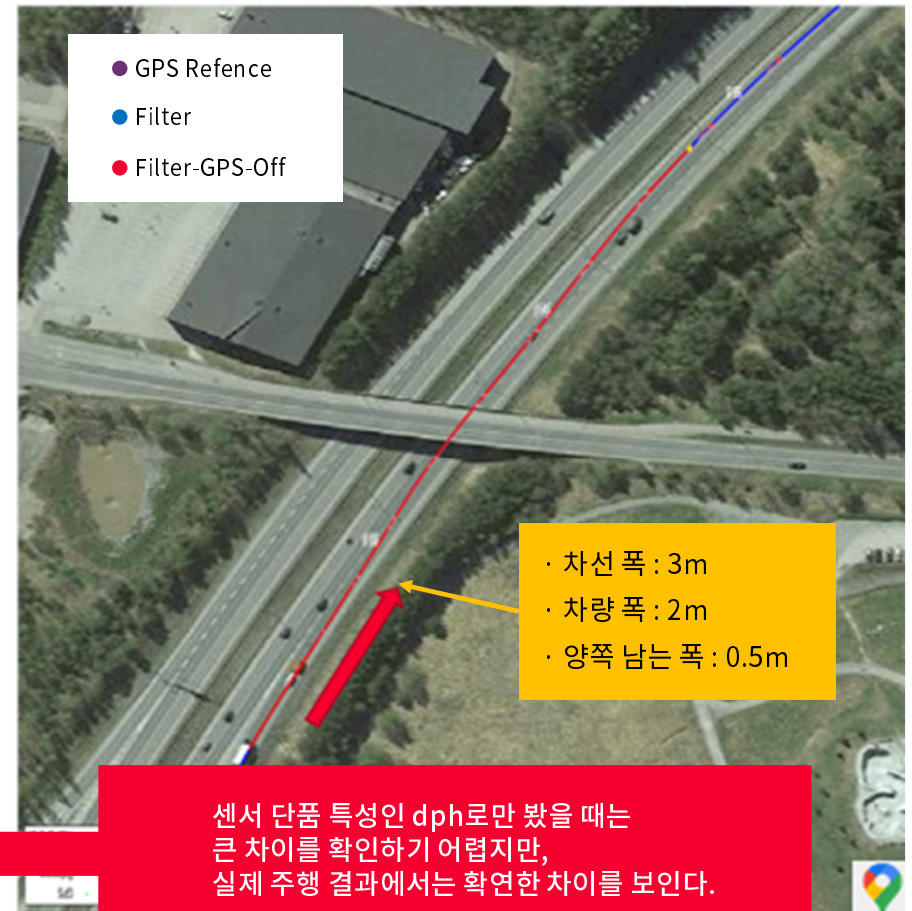 GPS Refence
Filter
Filter-GPS-Off
· 차선 폭 : 3m
· 차량 폭 : 2m
· 양쪽 남는 폭 : 0.5m
센서 단품 특성인 dph로만 봤을 때는
큰 차이를 확인하기 어렵지만,
실제 주행 결과에서는 확연한 차이를 보인다.